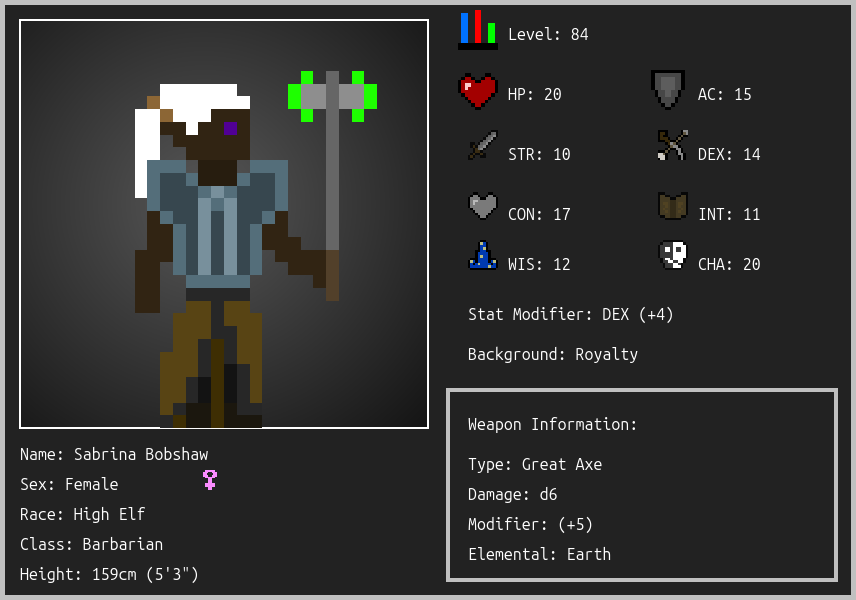 Level: 84
HP: 20
AC: 15
STR: 10
DEX: 14
CON: 17
INT: 11
WIS: 12
CHA: 20
Stat Modifier: DEX (+4)
Background: Royalty
Weapon Information:
Type: Great Axe
Damage: d6
Modifier: (+5)
Elemental: Earth
Name: Sabrina Bobshaw
Sex: Female
Race: High Elf
Class: Barbarian
Height: 159cm (5'3")